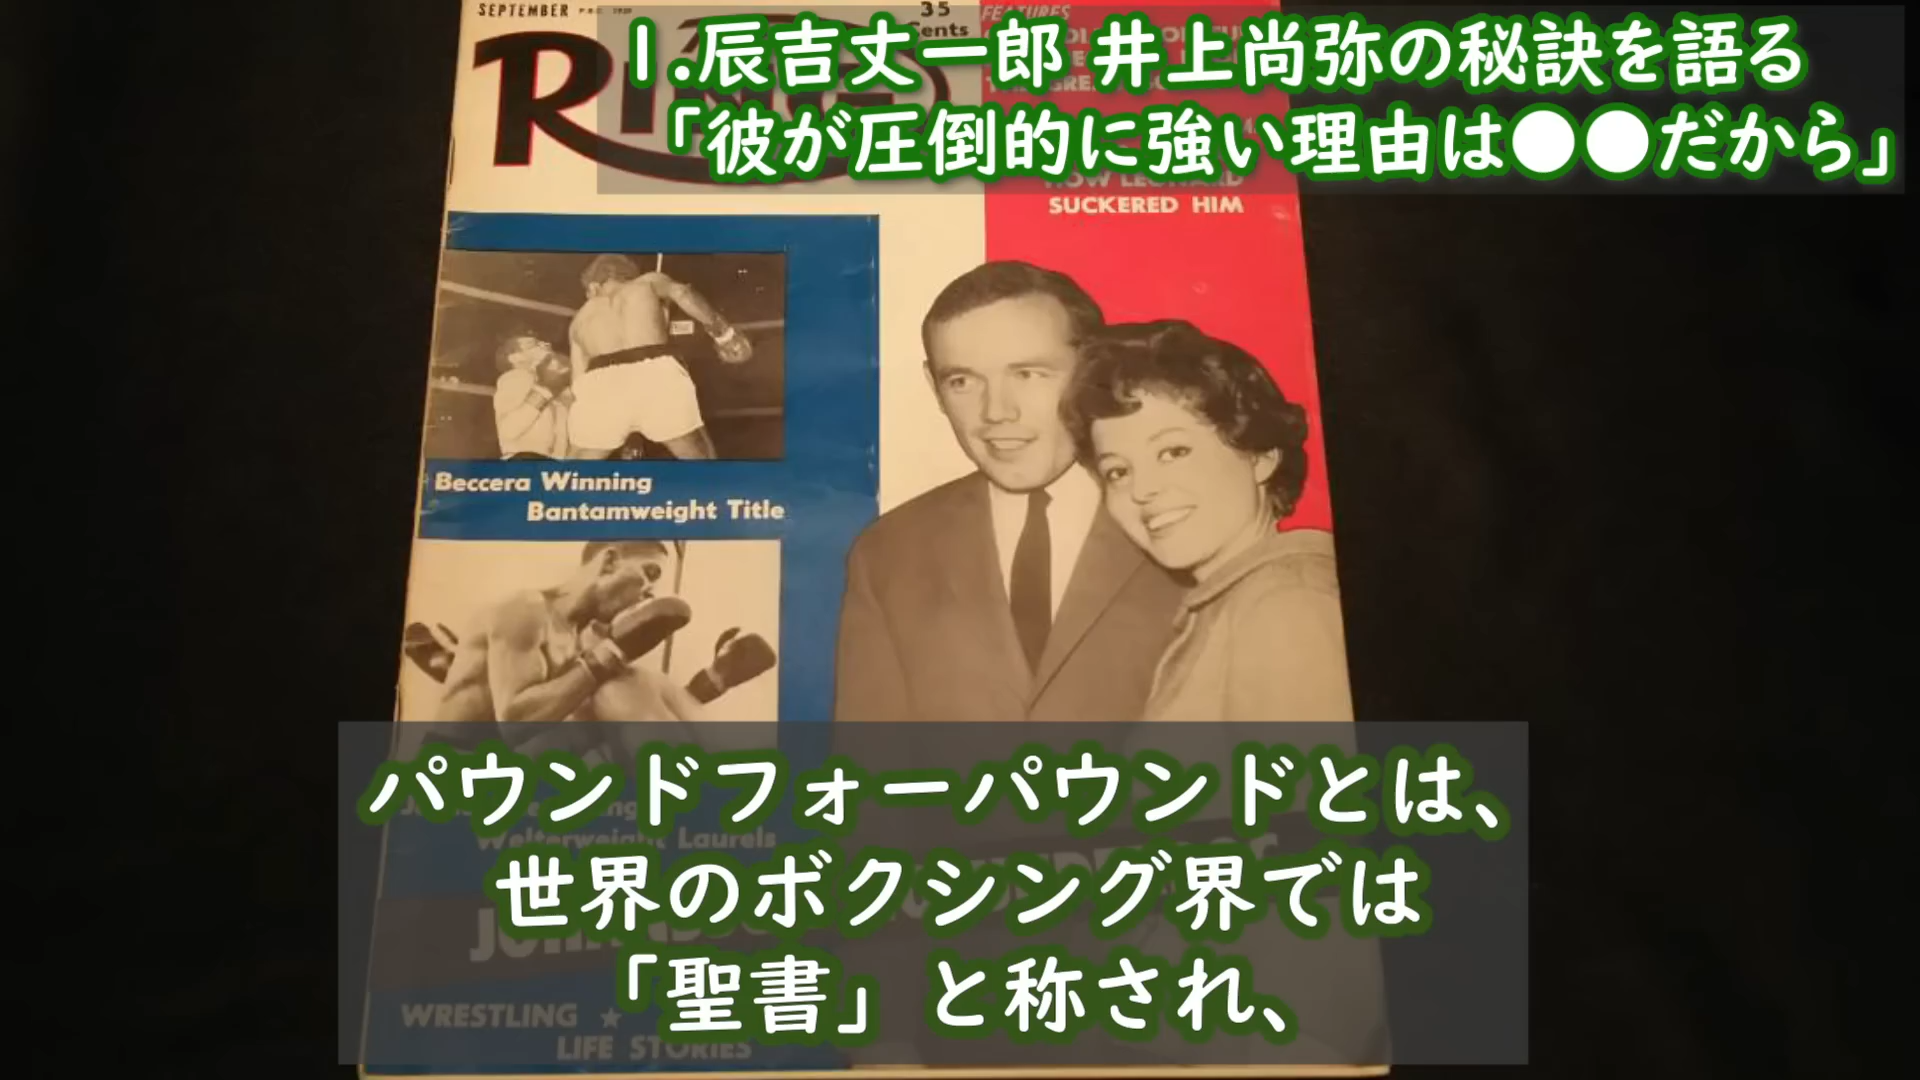 SEPTEMBER
35
Cents
FEATURES
RING
1.辰吉丈一郎 井上尚弥の秘訣を語る
「彼が圧倒的に強い理由は●●だから」
HOW LEONARD
SUCKERED HIM
Beccera Winning
Bantamweight Title
パウンドフォーパウンドとは、
Welterweight Laurels
世界のボクシング界では
「聖書」と称され、
WRESTLING ★
LIFE STORIES